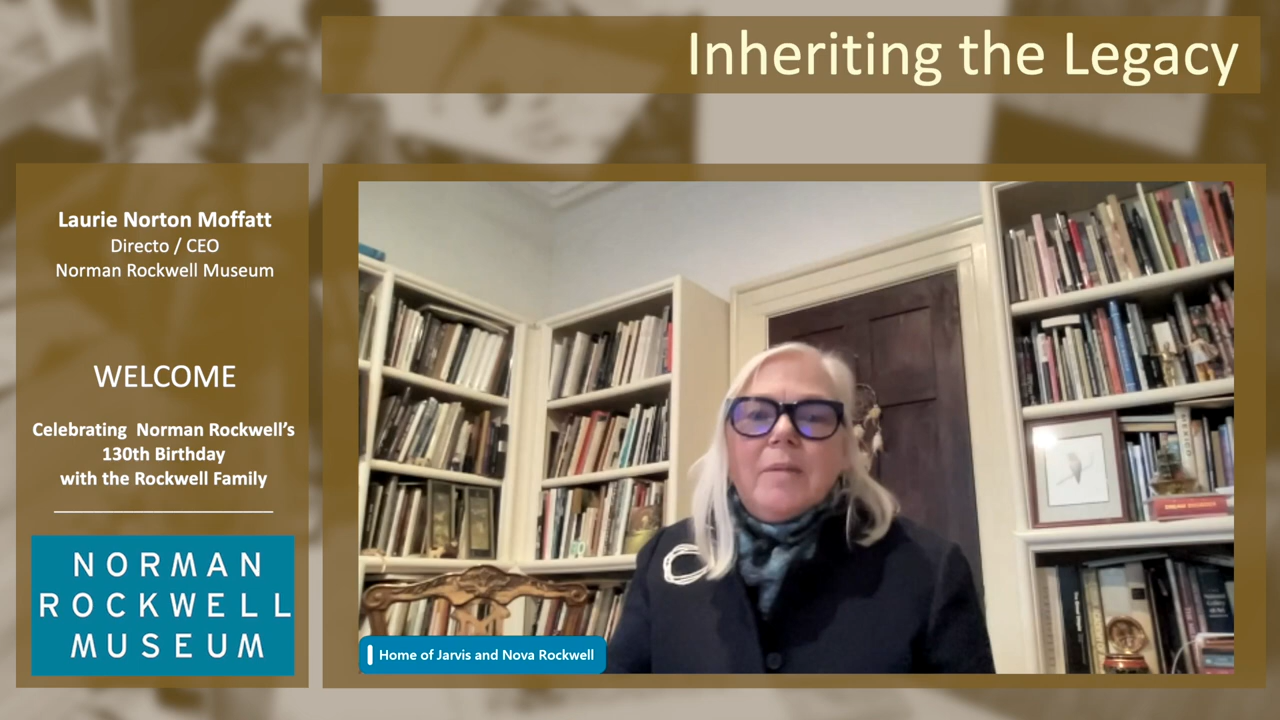 Inheriting the Legacy
Laurie Norton Moffatt
Directo / CEO
Norman Rockwell Museum
WELCOME
Celebrating Norman Rockwell's
130th Birthday
with the Rockwell Family
NORMAN
ROCKWELL
MUSEUM
Home of Jarvis and Nova Rockwell